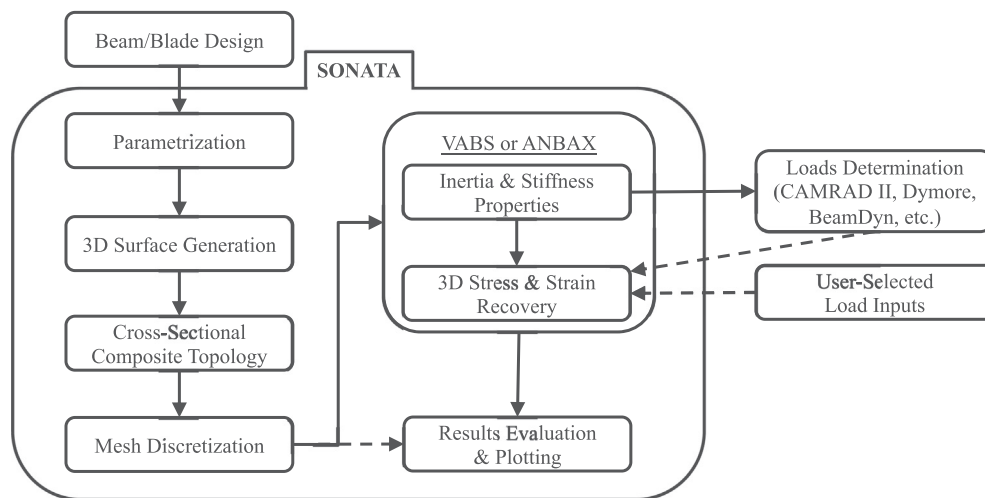 Beam/Blade Design
SONATA
Parametrization
3D Surface Generation
Cross-Sectional
Composite Topology
Mesh Discretization
VABS or ANBAX
Inertia & Stiffness
Properties
3D Stress & Strain
Recovery
Results Evaluation
& Plotting
Loads Determination
(CAMRAD II, Dymore,
BeamDyn, etc.)
User-Selected
Load Inputs